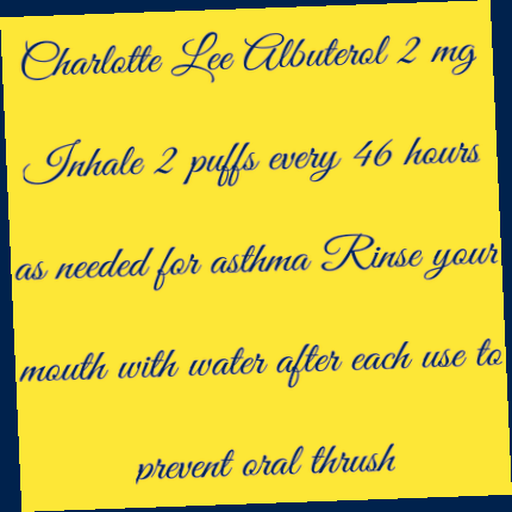 Charlotte Lee Albuterol 2 mg
Inhale 2 puffs every 46 hours
as needed for asthma Rinse your
mouth with water after each use to
prevent oral thrush